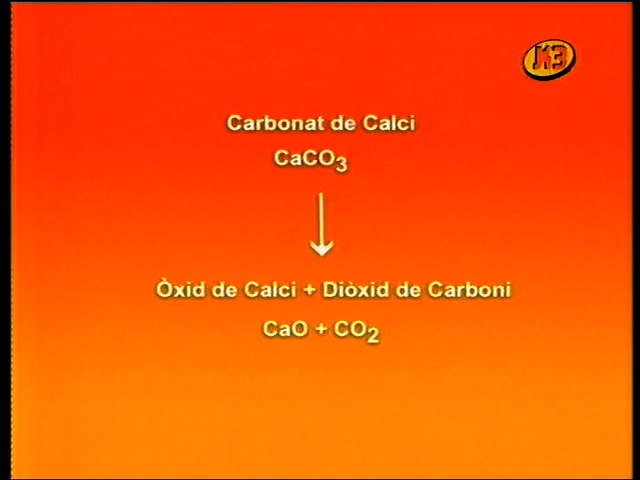 K3
Carbonat de Calci
CaCO₃
Òxid de Calci + Diòxid de Carboni
CaO + CO₂